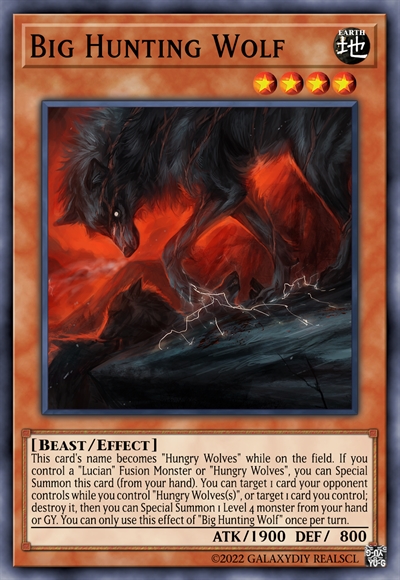 BIG HUNTING WOLF
EARTH
地
[BEAST/EFFECT]
This card's name becomes "Hungry Wolves" while on the field. If you
control a "Lucian" Fusion Monster or "Hungry Wolves", you can Special
Summon this card (from your hand). You can target 1 card your opponent
controls while you control "Hungry Wolves(s)", or target 1 card you control;
destroy it, then you can Special Summon 1 Level 4 monster from your hand
or GY. You can only use this effect of "Big Hunting Wolf" once per turn.
ATK/1900 DEF/ 800
©2022 GALAXYDIY REALSCL